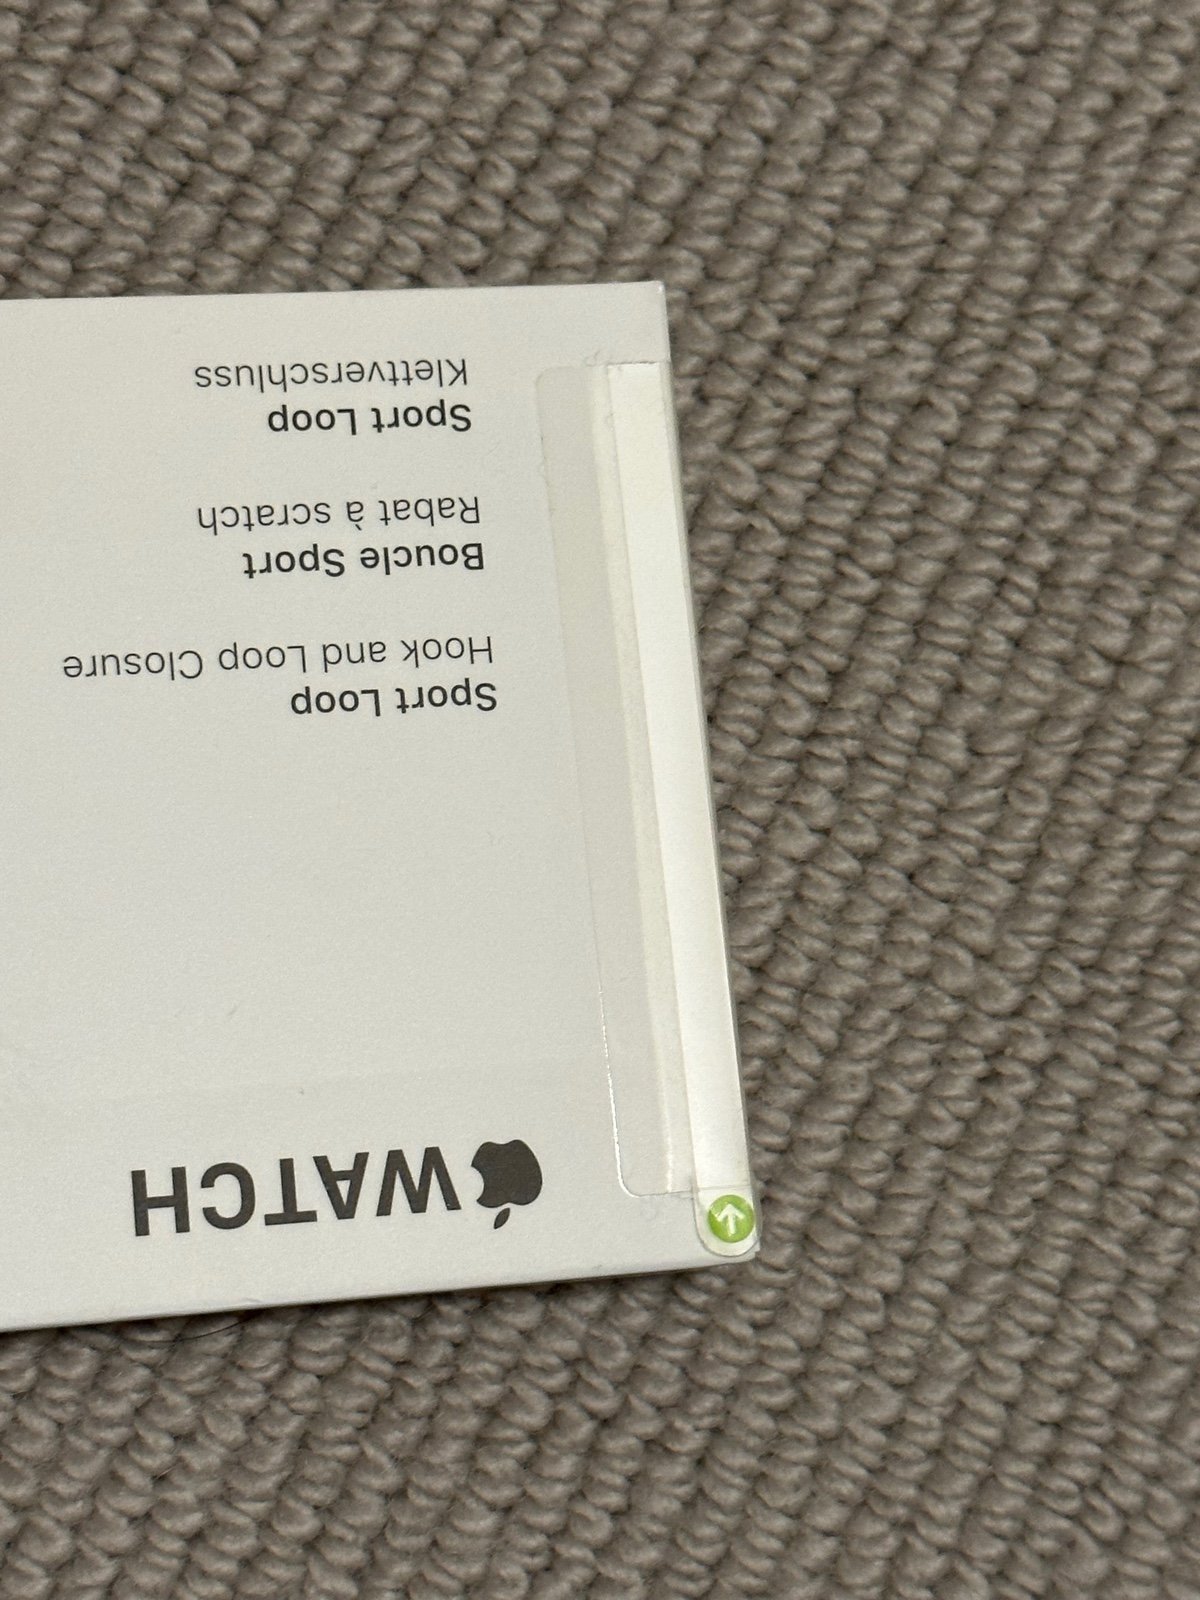 WATCH
Sport Loop
Hook and Loop Closure
Boucle Sport
Rabat à scratch
Sport Loop
Klettverschluss